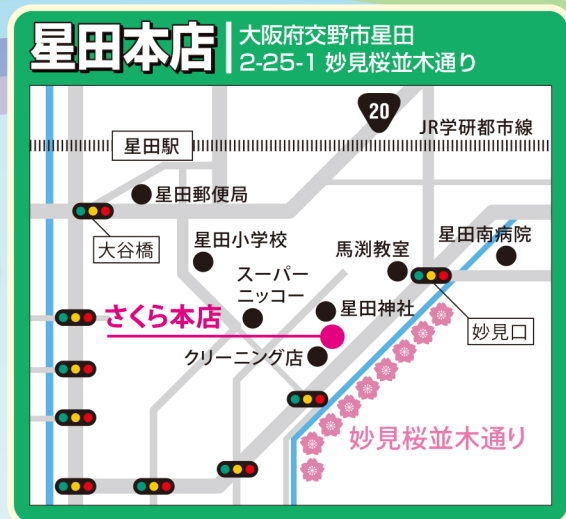 星田本店
大阪府交野市星田
2-25-1 妙見桜並木通り
20
JR学研都市線
星田駅
星田郵便局
大谷橋
星田小学校
馬渕教室
星田南病院
スーパー
ニッコー
さくら本店
星田神社
妙見口
クリーニング店
妙見桜並木通り